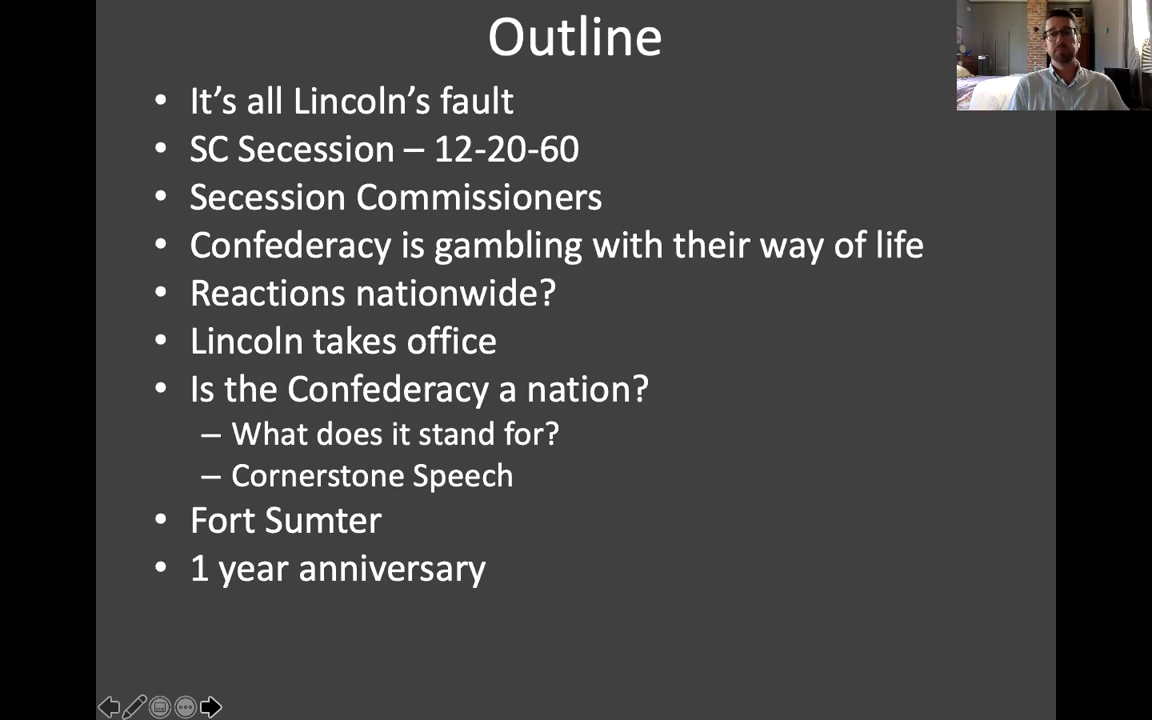 Outline
• It's all Lincoln's fault
• SC Secession – 12-20-60
• Secession Commissioners
• Confederacy is gambling with their way of life
• Reactions nationwide?
• Lincoln takes office
• Is the Confederacy a nation?
– What does it stand for?
– Cornerstone Speech
• Fort Sumter
• 1 year anniversary